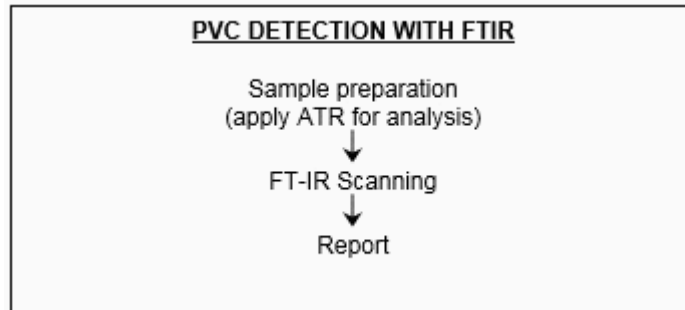 PVC DETECTION WITH FTIR
Sample preparation
(apply ATR for analysis)
FT-IR Scanning
Report